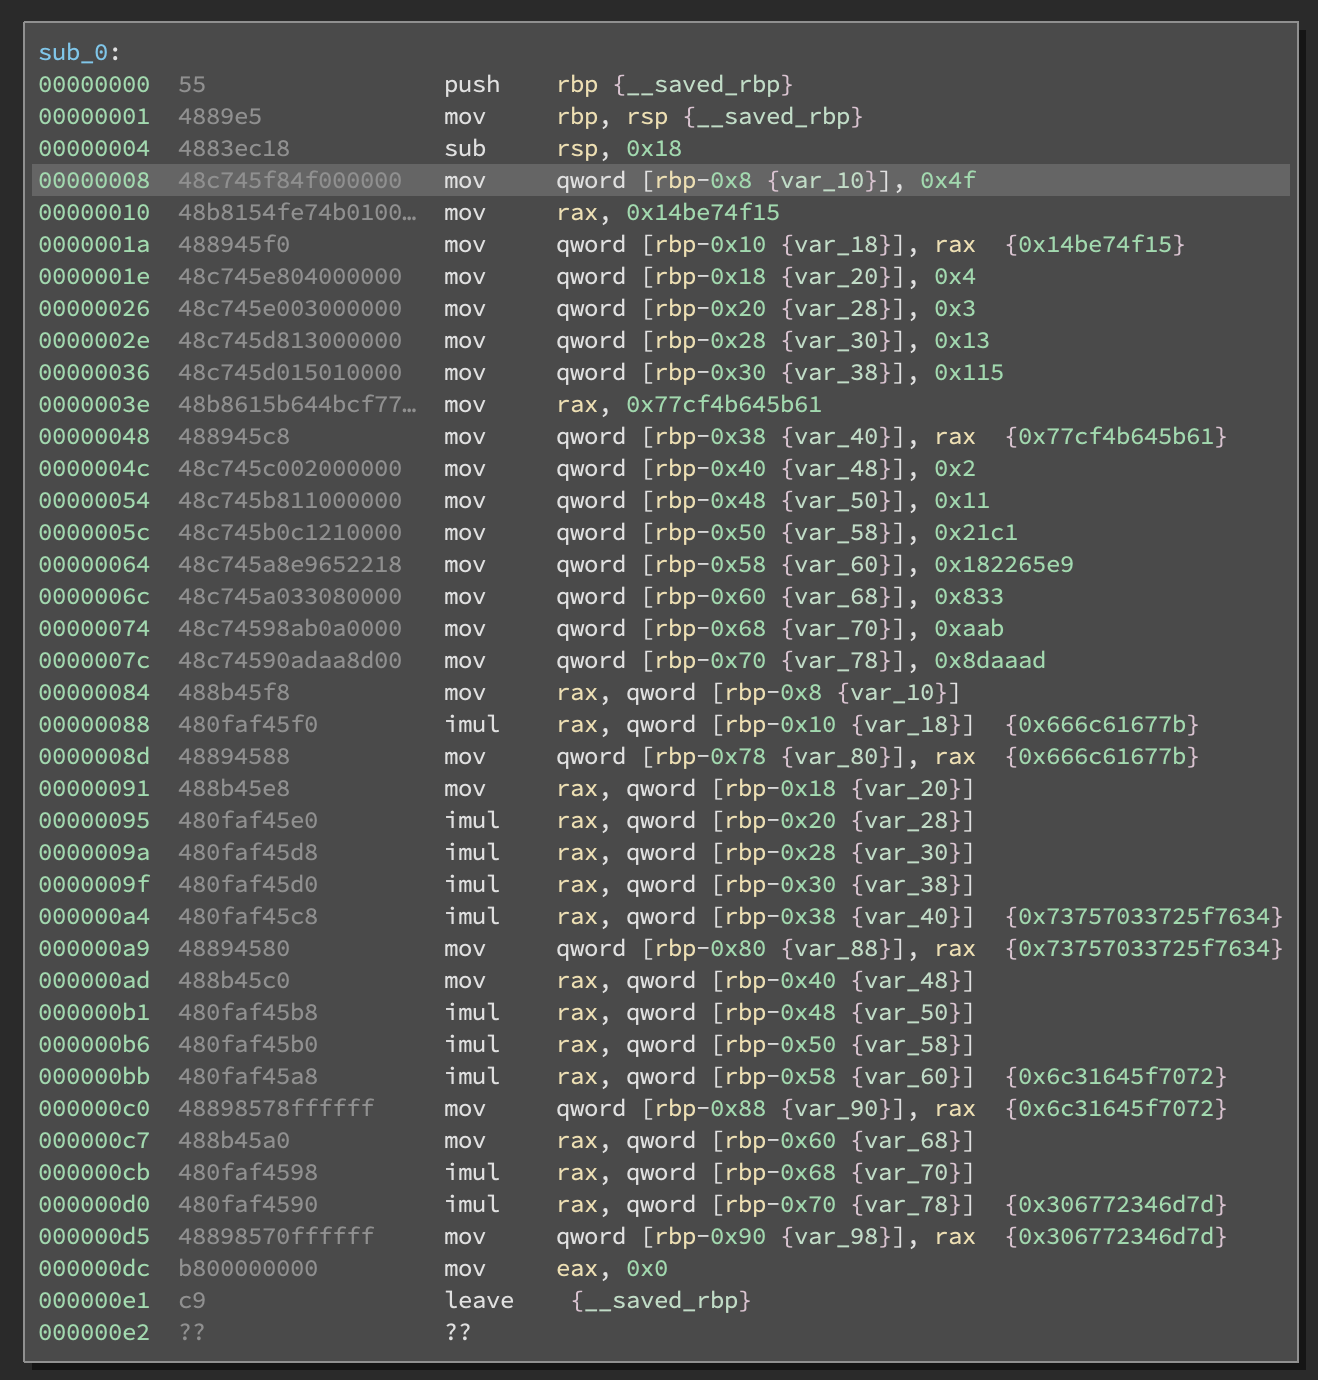 sub_0:
00000000 55 push rbp {__saved_rbp}
00000001 4889e5 mov rbp, rsp {__saved_rbp}
00000004 4883ec18 sub rsp, 0x18
00000008 48c745f84f000000 mov qword [rbp-0x8 {var_10}], 0x4f
00000010 48b8154fe74b0100… mov rax, 0x14be74f15
0000001a 488945f0 mov qword [rbp-0x10 {var_18}], rax {0x14be74f15}
0000001e 48c745e804000000 mov qword [rbp-0x18 {var_20}], 0x4
00000026 48c745e003000000 mov qword [rbp-0x20 {var_28}], 0x3
0000002e 48c745d813000000 mov qword [rbp-0x28 {var_30}], 0x13
00000036 48c745d015010000 mov qword [rbp-0x30 {var_38}], 0x115
0000003e 48b8615b644bcf77… mov rax, 0x77cf4b645b61
00000048 488945c8 mov qword [rbp-0x38 {var_40}], rax {0x77cf4b645b61}
0000004c 48c745c002000000 mov qword [rbp-0x40 {var_48}], 0x2
00000054 48c745b811000000 mov qword [rbp-0x48 {var_50}], 0x11
0000005c 48c745b0c1210000 mov qword [rbp-0x50 {var_58}], 0x21c1
00000064 48c745a8e9652218 mov qword [rbp-0x58 {var_60}], 0x182265e9
0000006c 48c745a033080000 mov qword [rbp-0x60 {var_68}], 0x833
00000074 48c74598ab0a0000 mov qword [rbp-0x68 {var_70}], 0xaab
0000007c 48c74590adaa8d00 mov qword [rbp-0x70 {var_78}], 0x8daaad
00000084 488b45f8 mov rax, qword [rbp-0x8 {var_10}]
00000088 480faf45f0 imul rax, qword [rbp-0x10 {var_18}] {0x666c61677b}
0000008d 48894588 mov qword [rbp-0x78 {var_80}], rax {0x666c61677b}
00000091 488b45e8 mov rax, qword [rbp-0x18 {var_20}]
00000095 480faf45e0 imul rax, qword [rbp-0x20 {var_28}]
0000009a 480faf45d8 imul rax, qword [rbp-0x28 {var_30}]
0000009f 480faf45d0 imul rax, qword [rbp-0x30 {var_38}]
000000a4 480faf45c8 imul rax, qword [rbp-0x38 {var_40}] {0x73757033725f7634}
000000a9 48894580 mov qword [rbp-0x80 {var_88}], rax {0x73757033725f7634}
000000ad 488b45c0 mov rax, qword [rbp-0x40 {var_48}]
000000b1 480faf45b8 imul rax, qword [rbp-0x48 {var_50}]
000000b6 480faf45b0 imul rax, qword [rbp-0x50 {var_58}]
000000bb 480faf45a8 imul rax, qword [rbp-0x58 {var_60}] {0x6c31645f7072}
000000c0 48898578ffffff mov qword [rbp-0x88 {var_90}], rax {0x6c31645f7072}
000000c7 488b45a0 mov rax, qword [rbp-0x60 {var_68}]
000000cb 480faf4598 imul rax, qword [rbp-0x68 {var_70}]
000000d0 480faf4590 imul rax, qword [rbp-0x70 {var_78}] {0x306772346d7d}
000000d5 48898570ffffff mov qword [rbp-0x90 {var_98}], rax {0x306772346d7d}
000000dc b800000000 mov eax, 0x0
000000e1 c9 leave {__saved_rbp}
000000e2 ?? ??